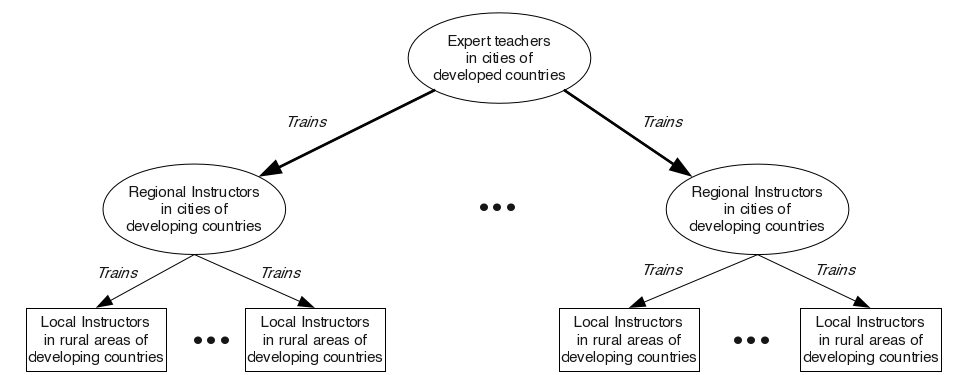 Expert teachers
in cities of
developed countries
Trains
Trains
Regional Instructors
in cities of
developing countries
Regional Instructors
in cities of
developing countries
Trains
Trains
Trains
Trains
Local Instructors
in rural areas of
developing countries
Local Instructors
in rural areas of
developing countries
Local Instructors
in rural areas of
developing countries
Local Instructors
in rural areas of
developing countries